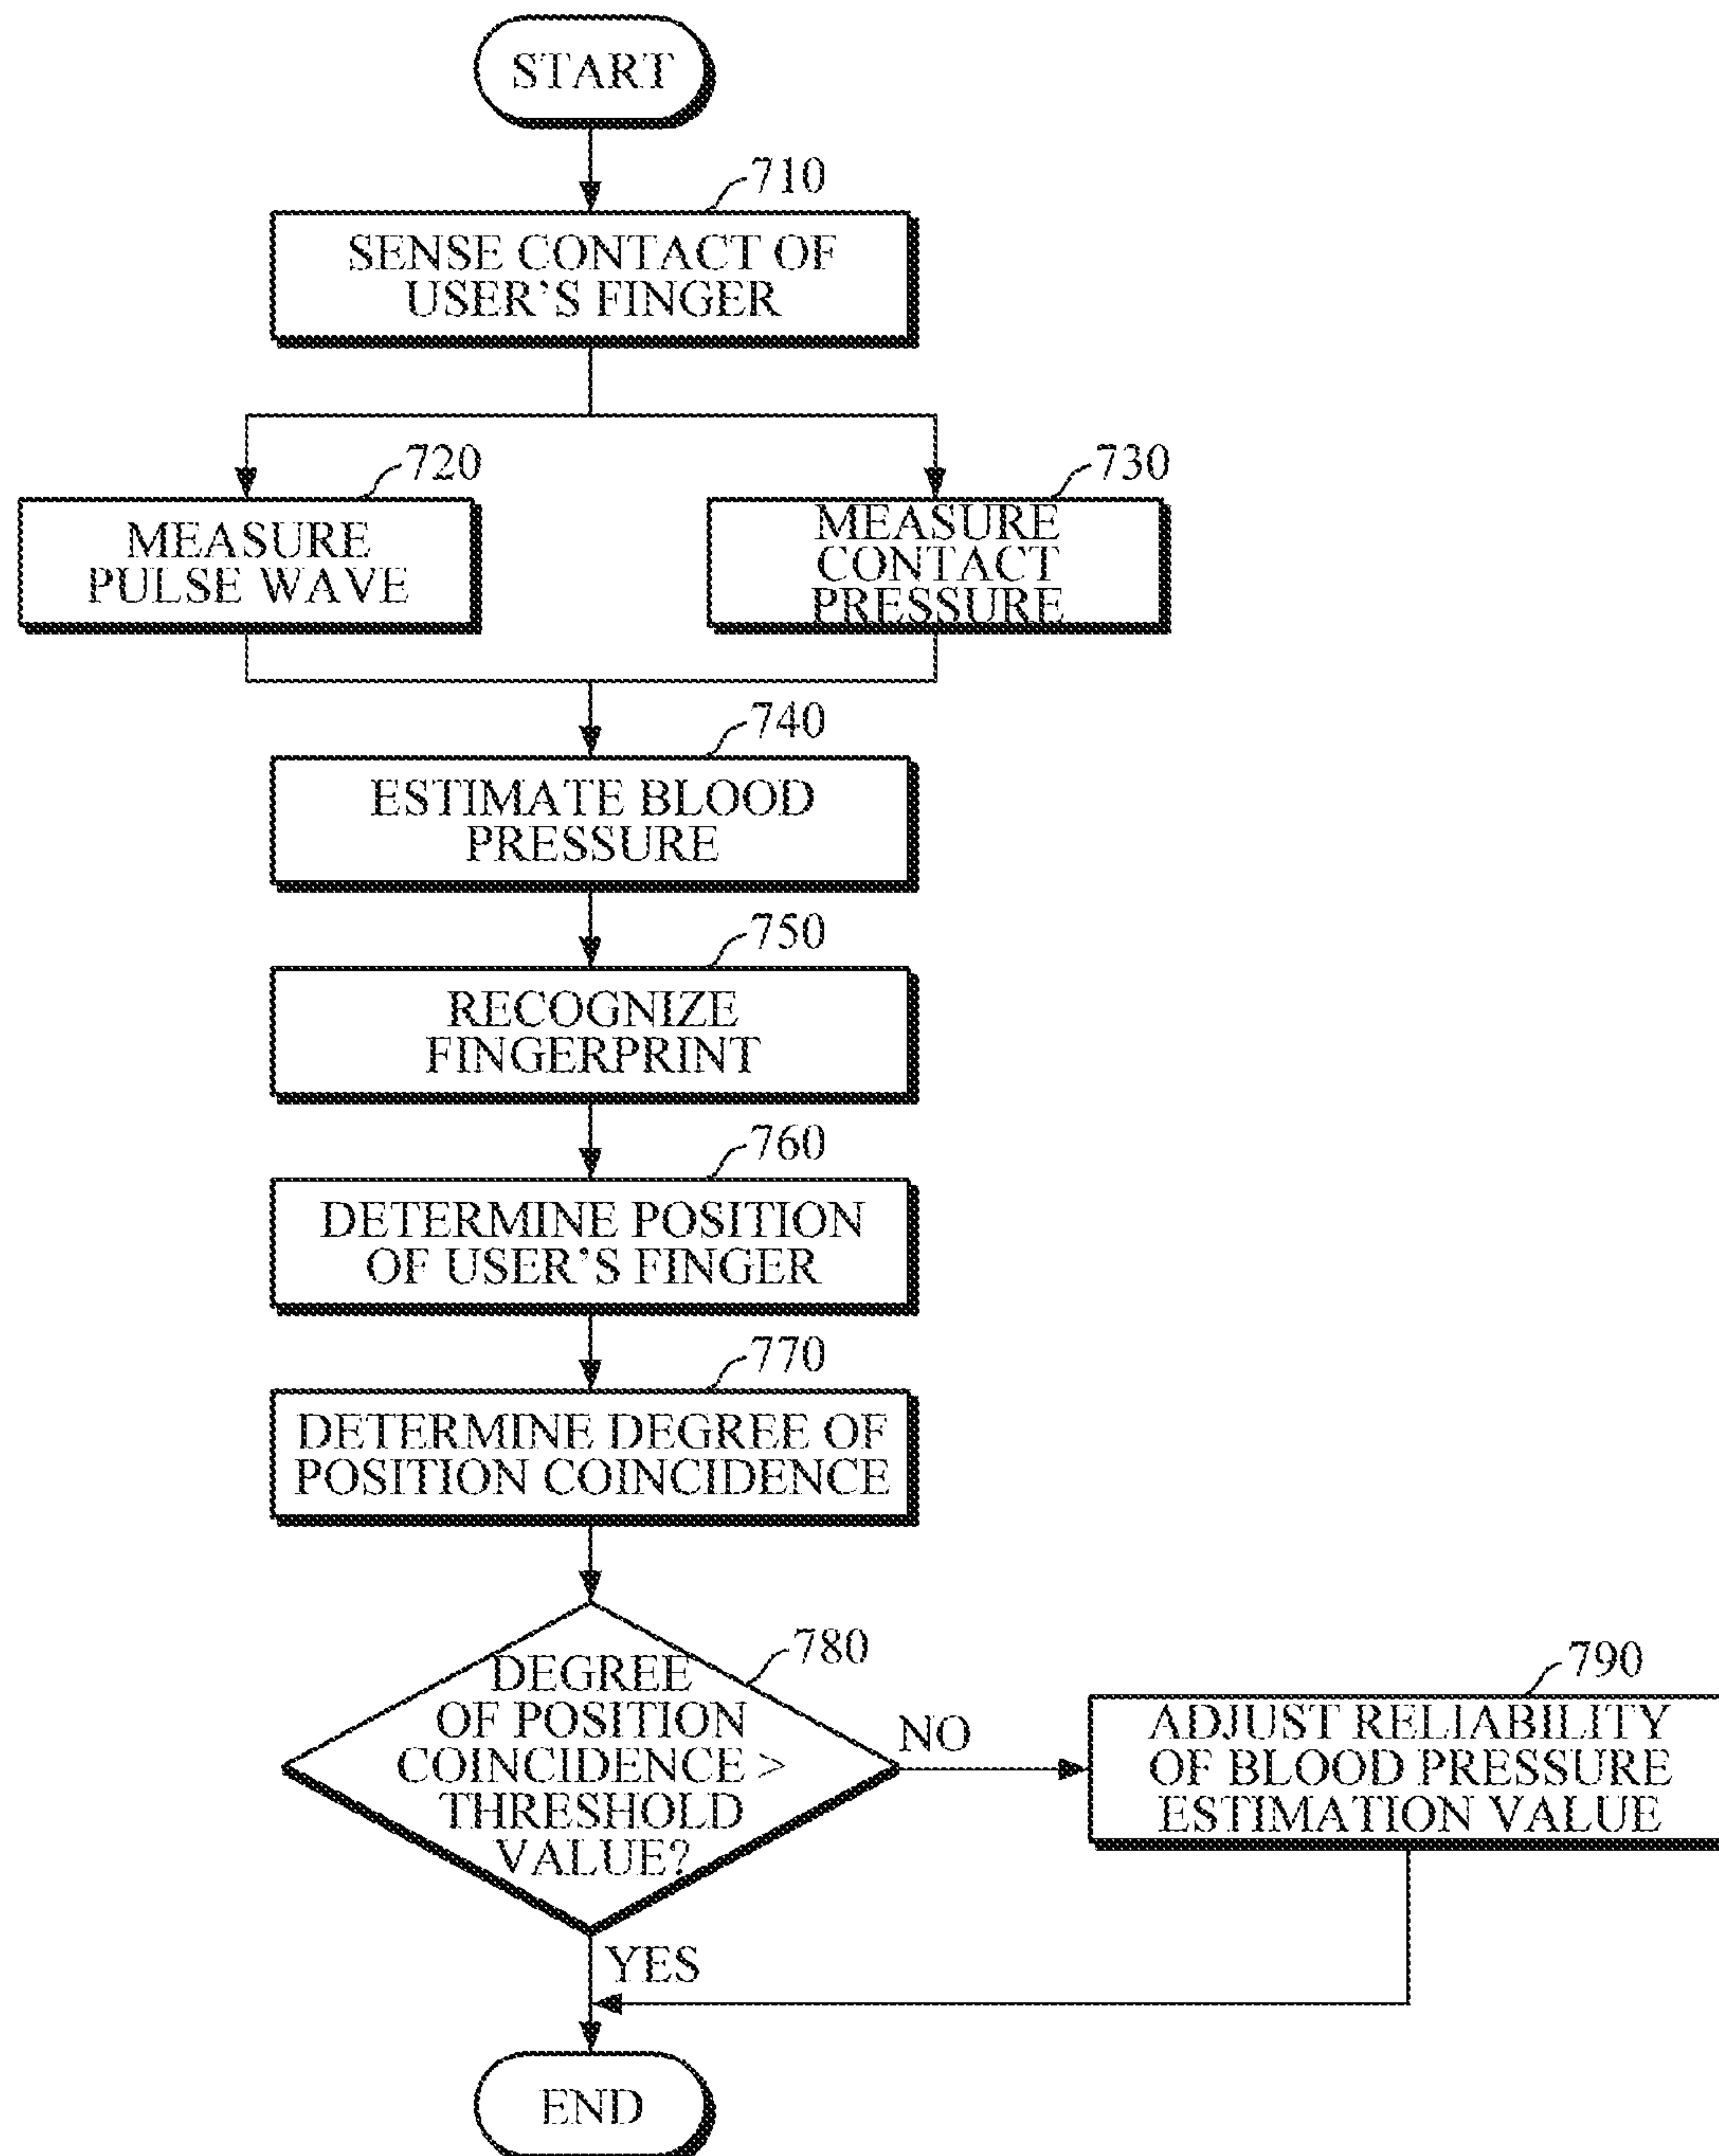 START
710
SENSE CONTACT OF
USER'S FINGER
720
MEASURE
PULSE WAVE
730
MEASURE
CONTACT
PRESSURE
740
ESTIMATE BLOOD
PRESSURE
750
RECOGNIZE
FINGERPRINT
760
DETERMINE POSITION
OF USER'S FINGER
770
DETERMINE DEGREE OF
POSITION COINCIDENCE
780
DEGREE
OF POSITION
COINCIDENCE >
THRESHOLD
VALUE?
NO
790
ADJUST RELIABILITY
OF BLOOD PRESSURE
ESTIMATION VALUE
YES
END